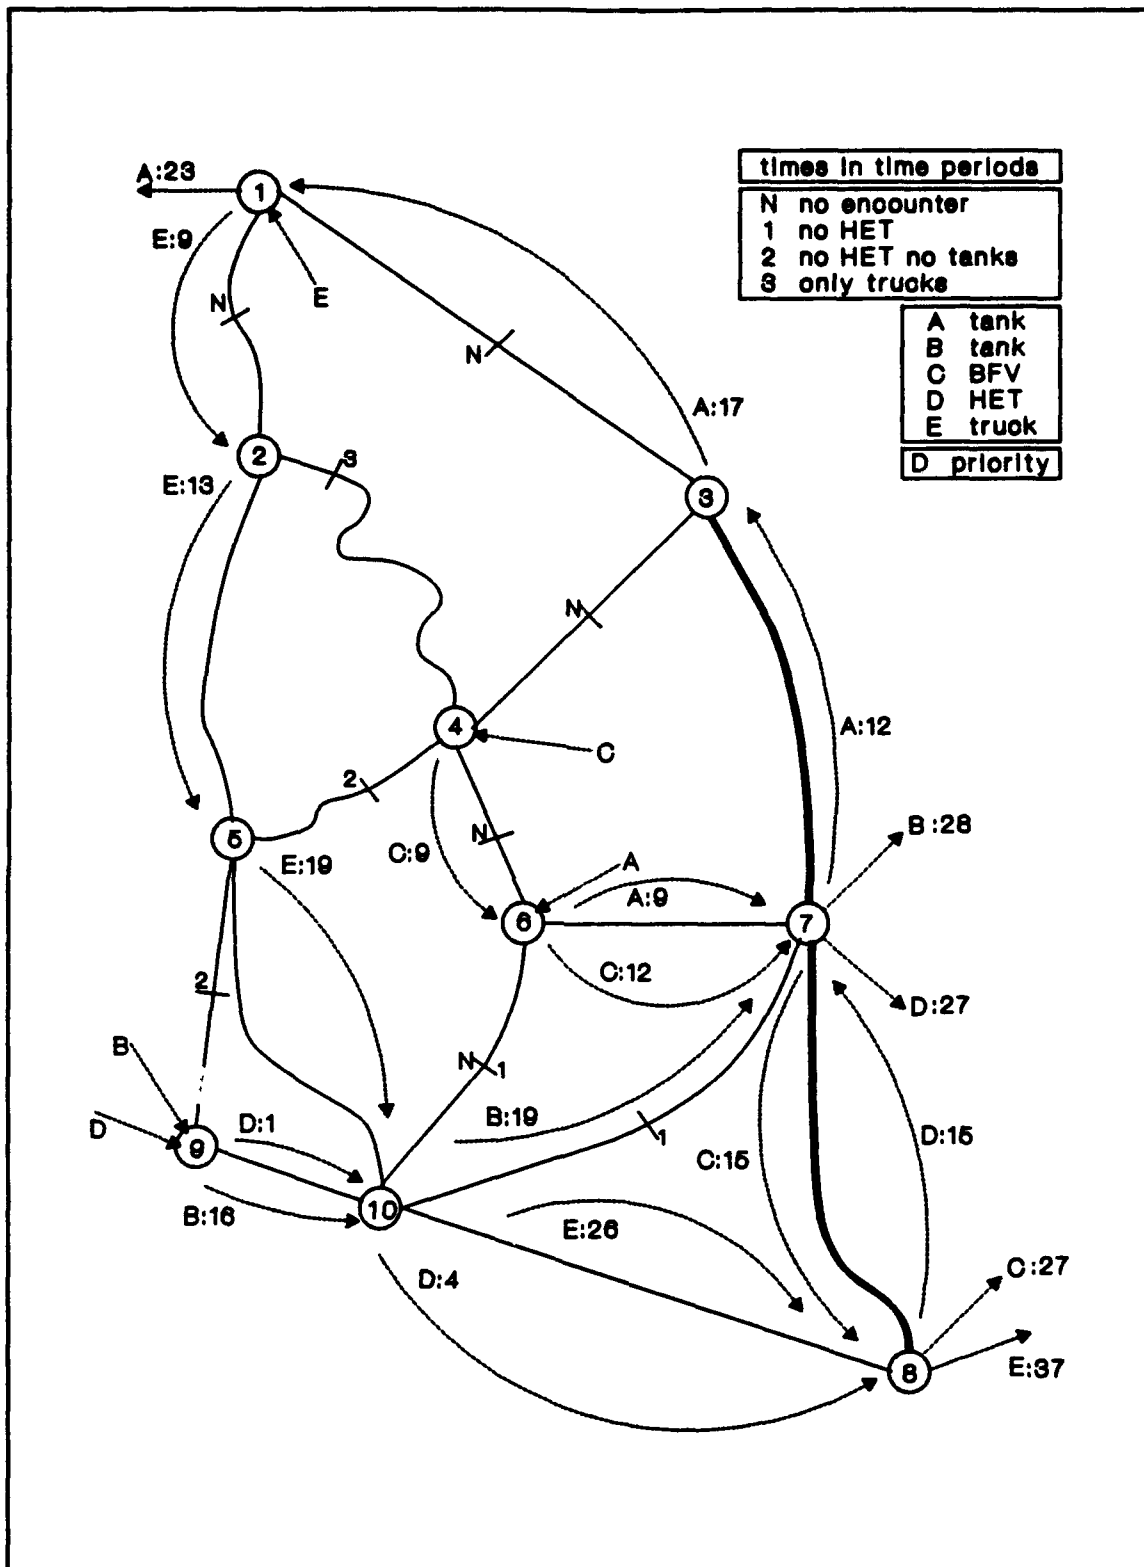 times in time periods
N no encounter
1 no HET
2 no HET no tanks
3 only trucks
A tank
B tank
C BFV
D HET
E truck
D priority
A:23
1
E:9
E
N
N
A:17
2
3
E:13
3
N
4
C
A:12
2
5
E:19
C:9
N
A
A:9
B:28
6
7
C:12
D:27
2
N
1
B
D
9
D:1
B:19
1
C:15
D:15
B:16
10
E:26
D:4
C:27
8
E:37